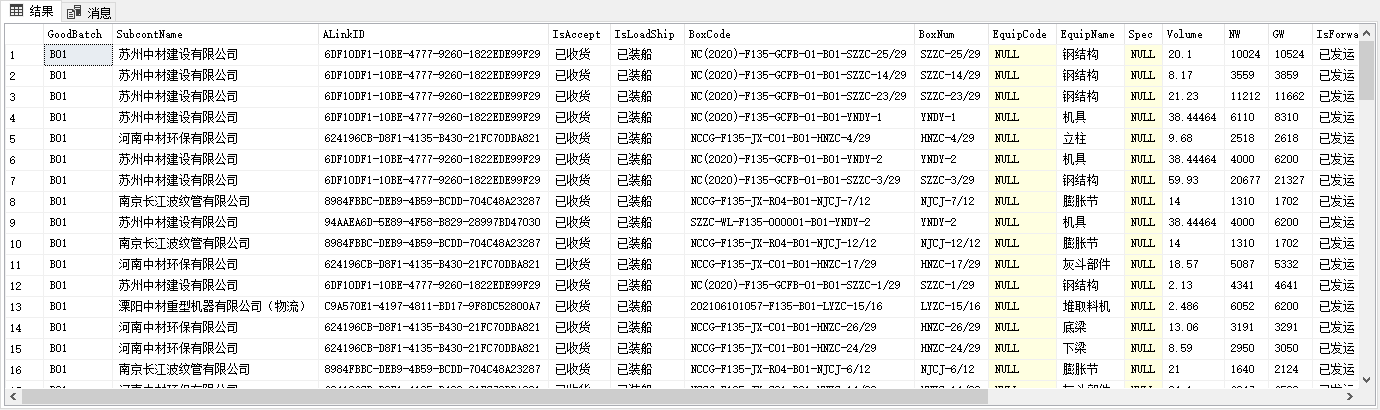 结果 消息
GoodBatch SubcontName ALinkID IsAccept IsLoadShip BoxCode BoxNum EquipCode EquipName Spec Volume NW GW IsForwa
1 B01 苏州中材建设有限公司 6DF10DF1-10BE-4777-9260-1822EDE99F29 已收货 已装船 NC(2020)-F135-GCFB-01-B01-SZZC-25/29 SZZC-25/29 NULL 钢结构 NULL 20.1 10024 10524 已发运
2 B01 苏州中材建设有限公司 6DF10DF1-10BE-4777-9260-1822EDE99F29 已收货 已装船 NC(2020)-F135-GCFB-01-B01-SZZC-14/29 SZZC-14/29 NULL 钢结构 NULL 8.17 3559 3859 已发运
3 B01 苏州中材建设有限公司 6DF10DF1-10BE-4777-9260-1822EDE99F29 已收货 已装船 NC(2020)-F135-GCFB-01-B01-SZZC-23/29 SZZC-23/29 NULL 钢结构 NULL 21.23 11212 11662 已发运
4 B01 苏州中材建设有限公司 6DF10DF1-10BE-4777-9260-1822EDE99F29 已收货 已装船 NC(2020)-F135-GCFB-01-B01-YNDY-1 YNDY-1 NULL 机具 NULL 38.44464 6110 8310 已发运
5 B01 河南中材环保有限公司 624196CB-D8F1-4135-B430-21FC70DBA821 已收货 已装船 NCCG-F135-JX-C01-B01-HNZC-4/29 HNZC-4/29 NULL 立柱 NULL 9.68 2518 2618 已发运
6 B01 苏州中材建设有限公司 6DF10DF1-10BE-4777-9260-1822EDE99F29 已收货 已装船 NC(2020)-F135-GCFB-01-B01-YNDY-2 YNDY-2 NULL 机具 NULL 38.44464 4000 6200 已发运
7 B01 苏州中材建设有限公司 6DF10DF1-10BE-4777-9260-1822EDE99F29 已收货 已装船 NC(2020)-F135-GCFB-01-B01-SZZC-3/29 SZZC-3/29 NULL 钢结构 NULL 59.93 20677 21327 已发运
8 B01 南京长江波纹管有限公司 8984FBBC-DEB9-4B59-BCDD-704C48A23287 已收货 已装船 NCCG-F135-JX-R04-B01-NJCJ-7/12 NJCJ-7/12 NULL 膨胀节 NULL 14 1310 1702 已发运
9 B01 苏州中材建设有限公司 94AAEA6D-5E89-4F58-B829-28997BD47030 已收货 已装船 SZZC-WL-F135-000001-B01-YNDY-2 YNDY-2 NULL 机具 NULL 38.44464 4000 6200 已发运
10 B01 南京长江波纹管有限公司 8984FBBC-DEB9-4B59-BCDD-704C48A23287 已收货 已装船 NCCG-F135-JX-R04-B01-NJCJ-12/12 NJCJ-12/12 NULL 膨胀节 NULL 14 1310 1702 已发运
11 B01 河南中材环保有限公司 624196CB-D8F1-4135-B430-21FC70DBA821 已收货 已装船 NCCG-F135-JX-C01-B01-HNZC-17/29 HNZC-17/29 NULL 灰斗部件 NULL 18.57 5087 5332 已发运
12 B01 苏州中材建设有限公司 6DF10DF1-10BE-4777-9260-1822EDE99F29 已收货 已装船 NC(2020)-F135-GCFB-01-B01-SZZC-1/29 SZZC-1/29 NULL 钢结构 NULL 2.13 4341 4641 已发运
13 B01 溧阳中材重型机器有限公司（物流） C9A570E1-4197-4811-BD17-9F8DC52800A7 已收货 已装船 202106101057-F135-B01-LYZC-15/16 LYZC-15/16 NULL 堆取料机 NULL 2.486 6052 6200 已发运
14 B01 河南中材环保有限公司 624196CB-D8F1-4135-B430-21FC70DBA821 已收货 已装船 NCCG-F135-JX-C01-B01-HNZC-26/29 HNZC-26/29 NULL 底梁 NULL 13.06 3191 3291 已发运
15 B01 河南中材环保有限公司 624196CB-D8F1-4135-B430-21FC70DBA821 已收货 已装船 NCCG-F135-JX-C01-B01-HNZC-24/29 HNZC-24/29 NULL 下梁 NULL 8.59 2950 3050 已发运
16 B01 南京长江波纹管有限公司 8984FBBC-DEB9-4B59-BCDD-704C48A23287 已收货 已装船 NCCG-F135-JX-R04-B01-NJCJ-6/12 NJCJ-6/12 NULL 膨胀节 NULL 21 1640 2124 已发运